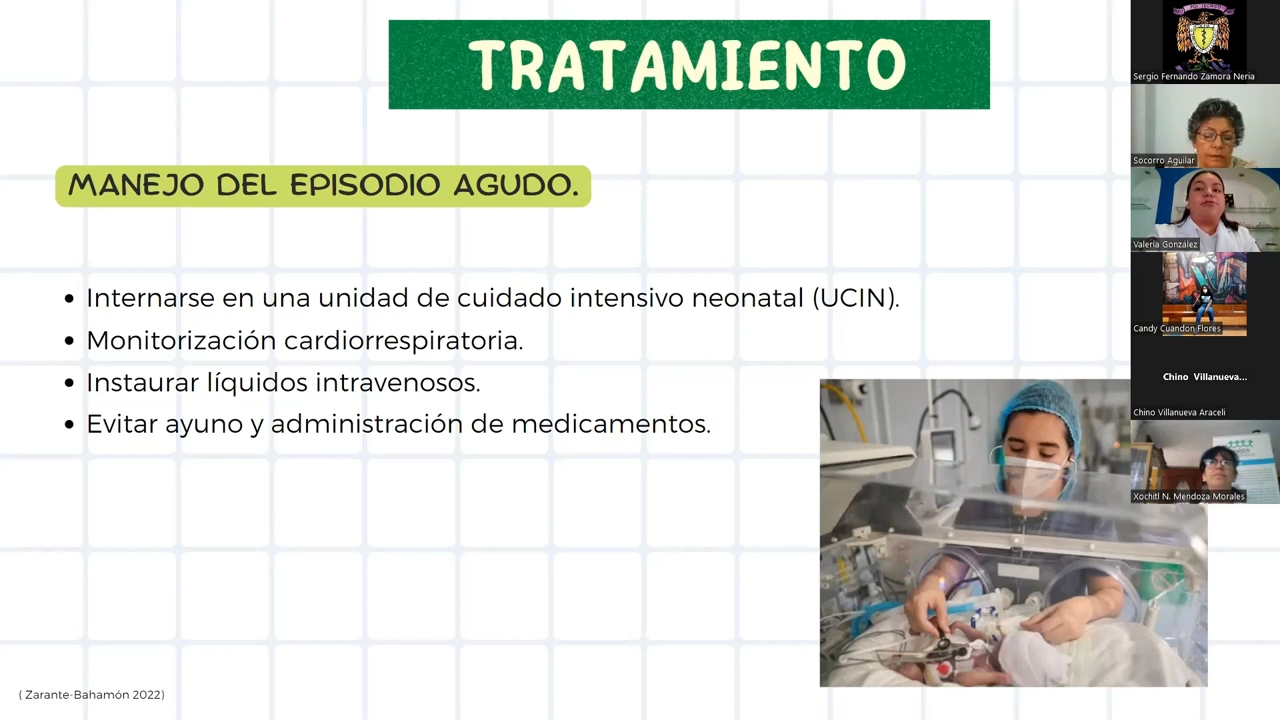 TRATAMIENTO
MANEJO DEL EPISODIO AGUDO.
• Internarse en una unidad de cuidado intensivo neonatal (UCIN).
• Monitorización cardiorrespiratoria.
• Instaurar líquidos intravenosos.
• Evitar ayuno y administración de medicamentos.
( Zarante-Bahamón 2022)
Sergio Fernando Zamora Neria
Socorro Aguilar
Valeria González
Candy Cuandon Flores
Chino Villanueva...
Chino Villanueva Araceli
Xochitl N. Mendoza Morales